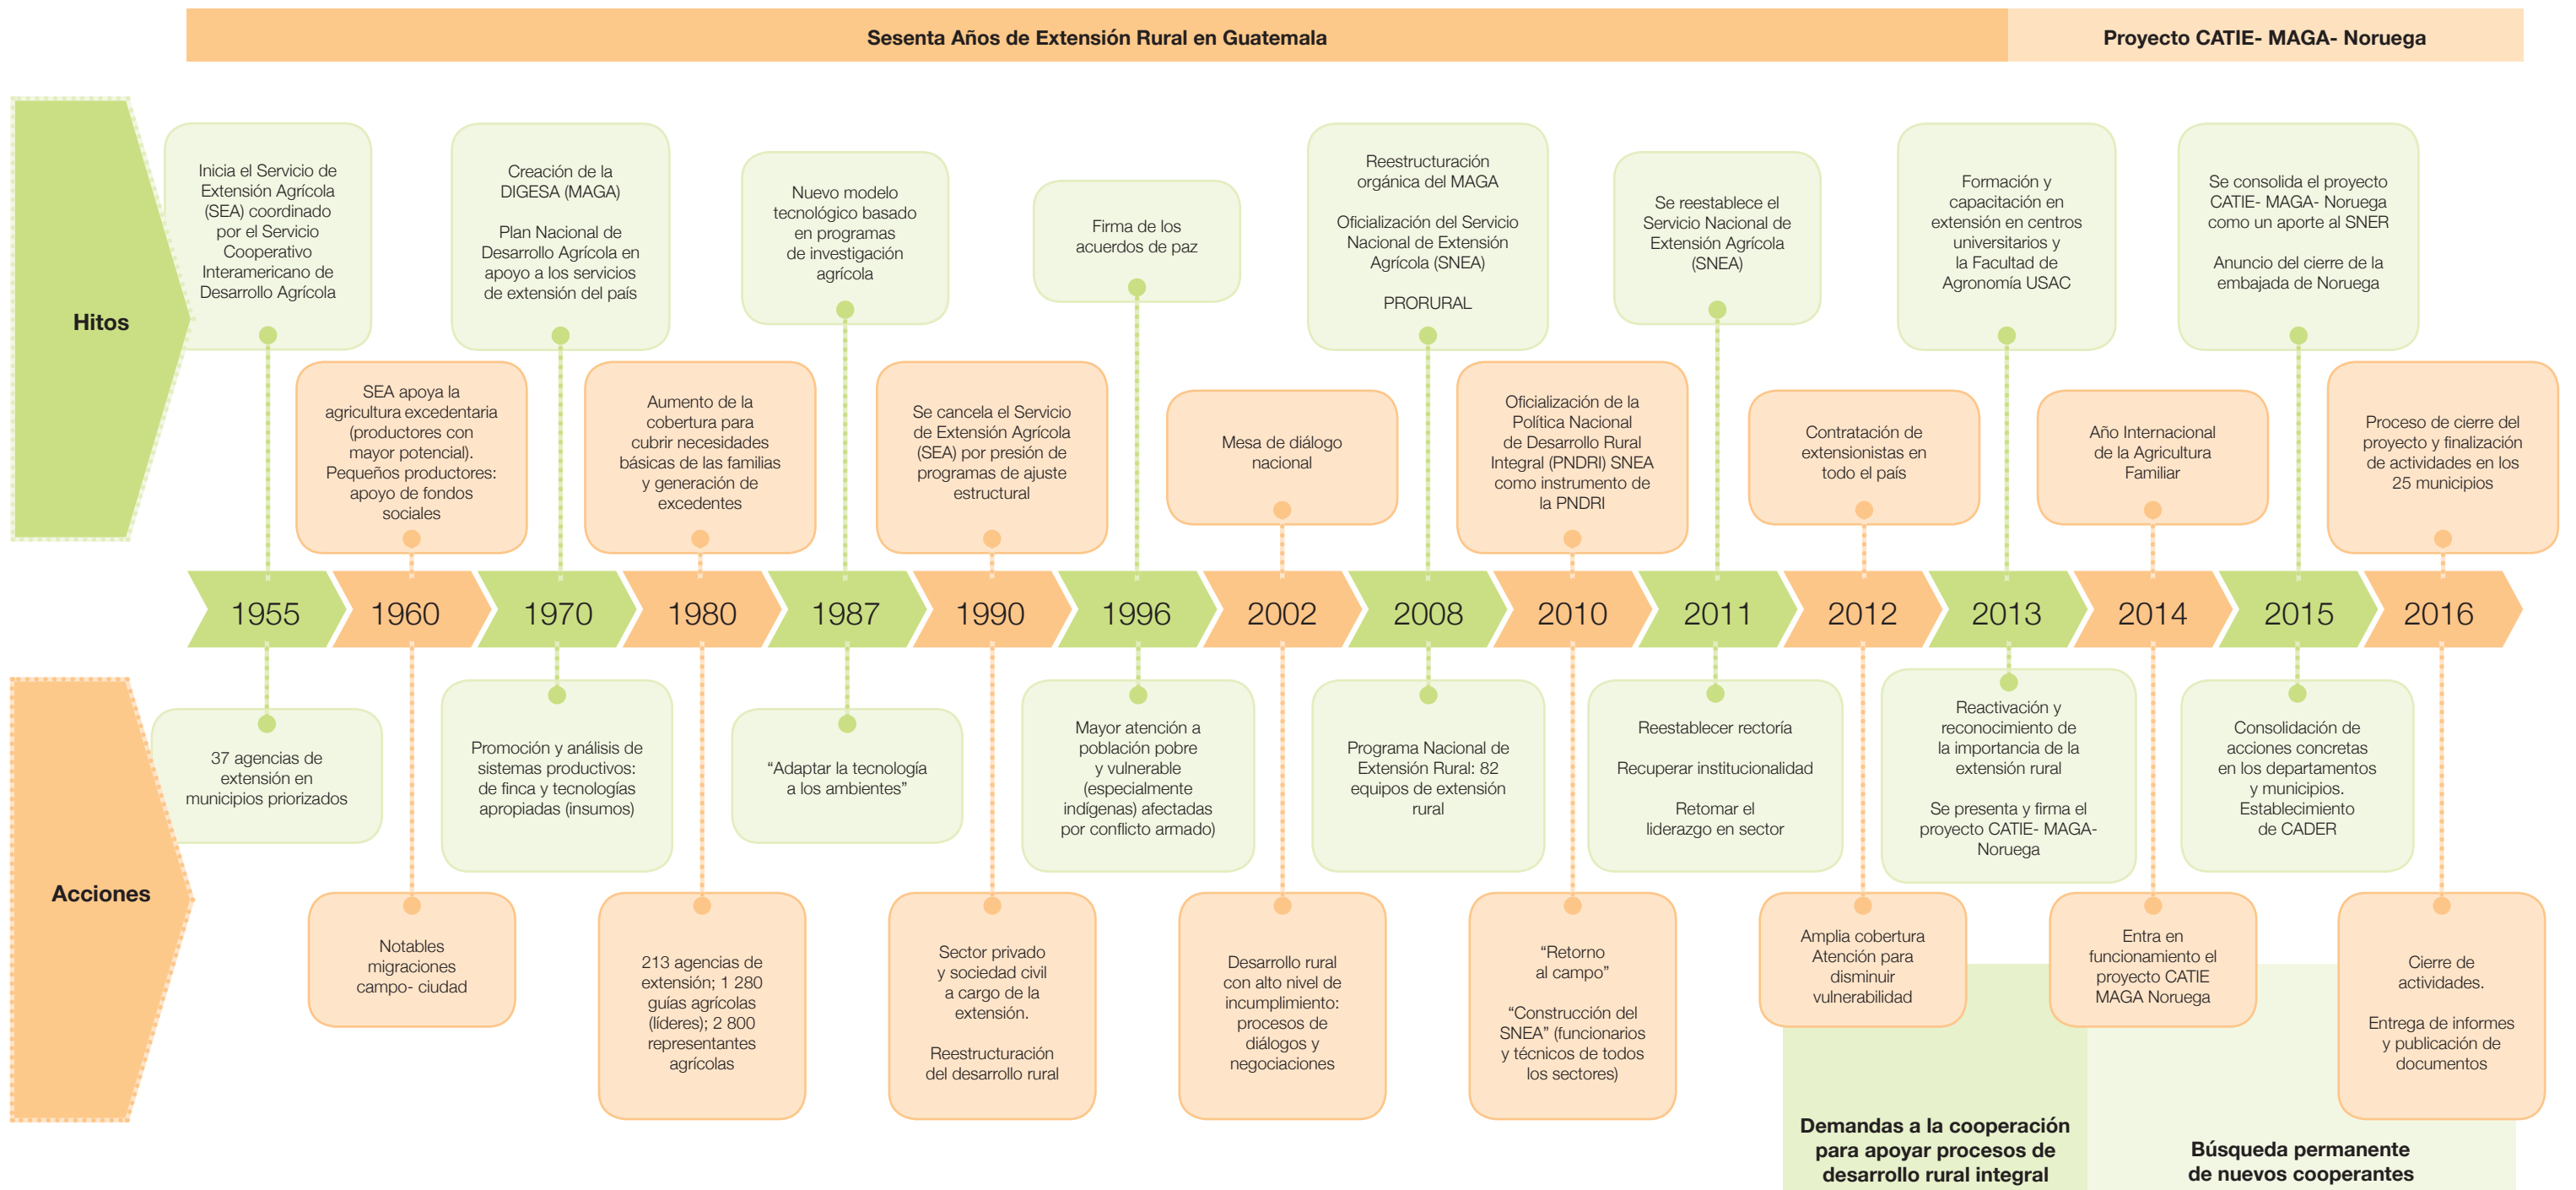 Sesenta Años de Extensión Rural en Guatemala
Proyecto CATIE- MAGA- Noruega
Hitos
Inicia el Servicio de
Extensión Agrícola
(SEA) coordinado
por el Servicio
Cooperativo
Interamericano de
Desarrollo Agrícola
Creación de la
DIGESA (MAGA)
Plan Nacional de
Desarrollo Agrícola en
apoyo a los servicios
de extensión del país
Nuevo modelo
tecnológico basado
en programas
de investigación
agrícola
Firma de los
acuerdos de paz
Reestructuración
orgánica del MAGA
Oficialización del Servicio
Nacional de Extensión
Agrícola (SNEA)
PRORURAL
Se reestablece el
Servicio Nacional de
Extensión Agrícola
(SNEA)
Formación y
capacitación en
extensión en centros
universitarios y
la Facultad de
Agronomía USAC
Se consolida el proyecto
CATIE- MAGA- Noruega
como un aporte al SNER
Anuncio del cierre de la
embajada de Noruega
SEA apoya la
agricultura excedentaria
(productores con
mayor potencial).
Pequeños productores:
apoyo de fondos
sociales
Aumento de la
cobertura para
cubrir necesidades
básicas de las familias
y generación de
excedentes
Se cancela el Servicio
de Extensión Agrícola
(SEA) por presión de
programas de ajuste
estructural
Mesa de diálogo
nacional
Oficialización de la
Política Nacional
de Desarrollo Rural
Integral (PNDRI) SNEA
como instrumento de
la PNDRI
Contratación de
extensionistas en
todo el país
Año Internacional
de la Agricultura
Familiar
Proceso de cierre del
proyecto y finalización
de actividades en los
25 municipios
1955
1960
1970
1980
1987
1990
1996
2002
2008
2010
2011
2012
2013
2014
2015
2016
Acciones
37 agencias de
extensión en
municipios priorizados
Promoción y análisis de
sistemas productivos:
de finca y tecnologías
apropiadas (insumos)
“Adaptar la tecnología
a los ambientes”
Mayor atención a
población pobre
y vulnerable
(especialmente
indígenas) afectadas
por conflicto armado)
Programa Nacional de
Extensión Rural: 82
equipos de extensión
rural
Reestablecer rectoría
Recuperar institucionalidad
Retomar el
liderazgo en sector
Reactivación y
reconocimiento de
la importancia de la
extensión rural
Se presenta y firma el
proyecto CATIE- MAGA-
Noruega
Consolidación de
acciones concretas
en los departamentos
y municipios.
Establecimiento
de CADER
Notables
migraciones
campo- ciudad
213 agencias de
extensión; 1 280
guías agrícolas
(líderes); 2 800
representantes
agrícolas
Sector privado
y sociedad civil
a cargo de la
extensión.
Reestructuración
del desarrollo rural
Desarrollo rural
con alto nivel de
incumplimiento:
procesos de
diálogos y
negociaciones
“Retorno
al campo”
“Construcción del
SNEA” (funcionarios
y técnicos de todos
los sectores)
Amplia cobertura
Atención para
disminuir
vulnerabilidad
Entra en
funcionamiento el
proyecto CATIE
MAGA Noruega
Cierre de
actividades.
Entrega de informes
y publicación de
documentos
Demandas a la cooperación
para apoyar procesos de
desarrollo rural integral
Búsqueda permanente
de nuevos cooperantes